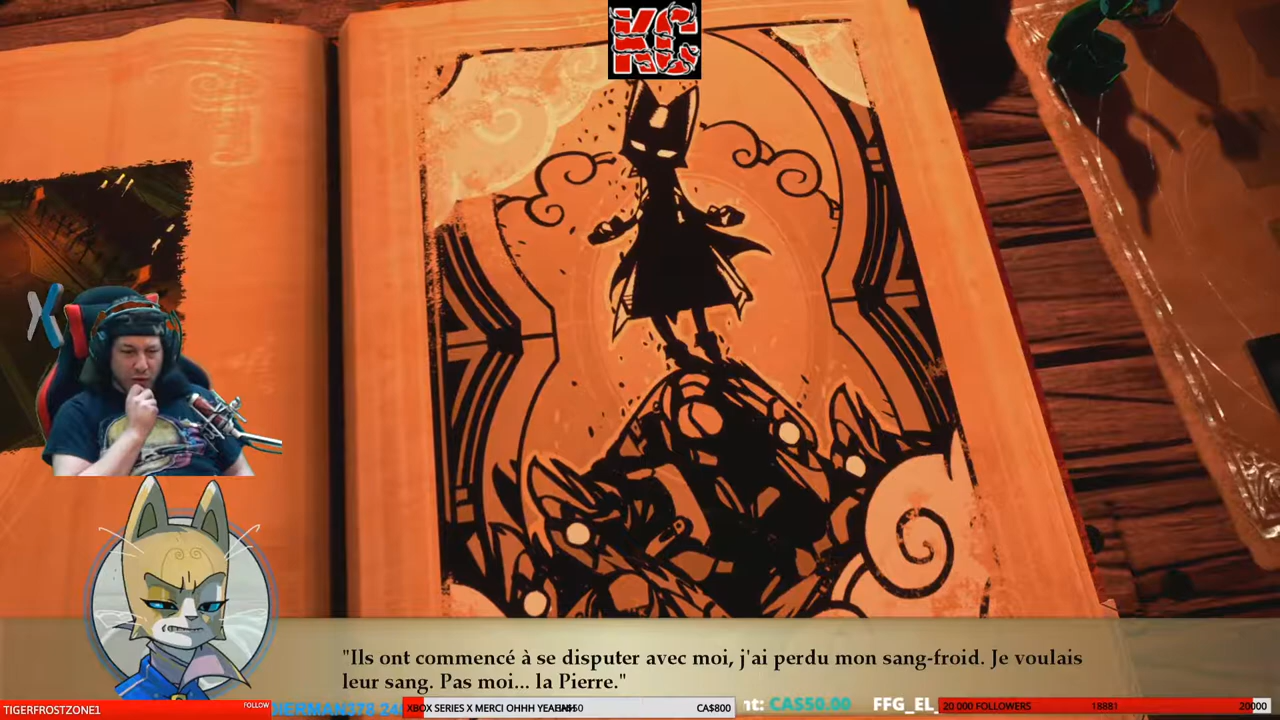 KC
"Ils ont commencé à se disputer avec moi, j'ai perdu mon sang-froid. Je voulais
leur sang. Pas moi... la Pierre."
TIGERFROSTZONE1
FOLLOW
XBOX SERIES X MERCI OHHH YEAH
CA$800
nt: CA$50.00 FFG_EL_
20 000 FOLLOWERS 18881 20000